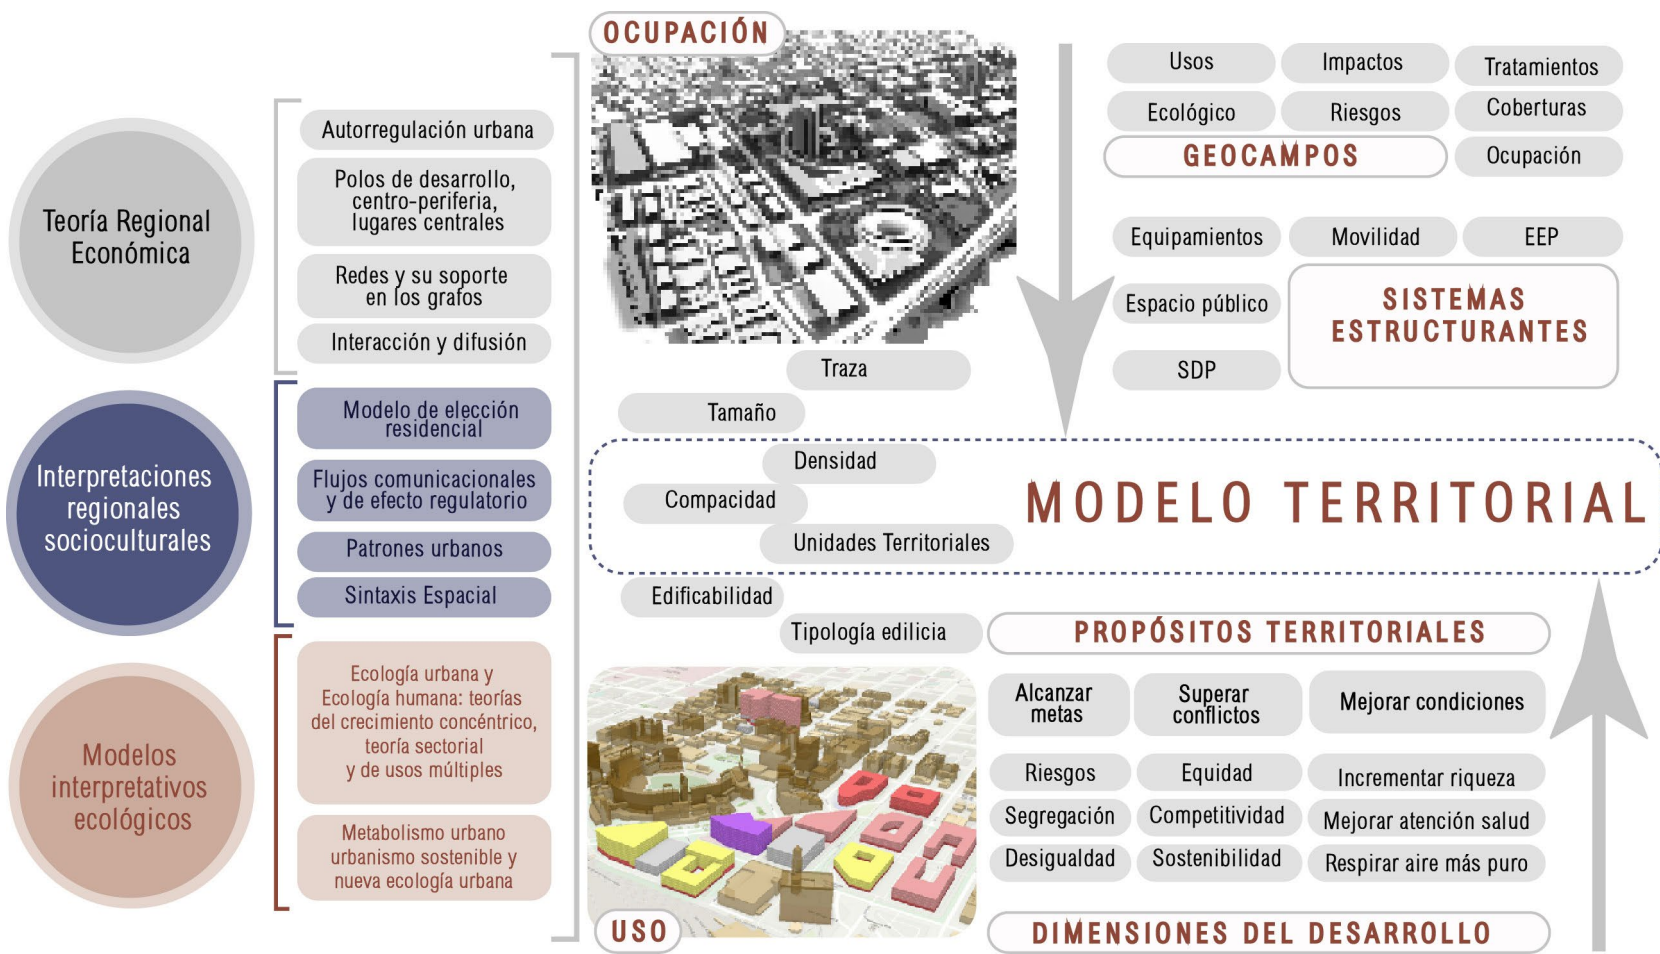 Teoría Regional
Económica
Autorregulación urbana
Polos de desarrollo,
centro-periferia,
lugares centrales
Redes y su soporte
en los grafos
Interacción y difusión
Interpretaciones
regionales
socioculturales
Modelo de elección
residencial
Flujos comunicacionales
y de efecto regulatorio
Patrones urbanos
Sintaxis Espacial
Modelos
interpretativos
ecológicos
Ecología urbana y
Ecología humana: teorías
del crecimiento concéntrico,
teoría sectorial
y de usos múltiples
Metabolismo urbano
urbanismo sostenible y
nueva ecología urbana
OCUPACIÓN
Traza
Tamaño
Densidad
Compacidad
Unidades Territoriales
Edificabilidad
Tipología edilicia
USO
Usos
Impactos
Tratamientos
Ecológico
Riesgos
Coberturas
GEOCAMPOS
Ocupación
Equipamientos
Movilidad
EEP
Espacio público
SISTEMAS
ESTRUCTURANTES
SDP
MODELO TERRITORIAL
PROPÓSITOS TERRITORIALES
Alcanzar
metas
Superar
conflictos
Mejorar condiciones
Riesgos
Equidad
Incrementar riqueza
Segregación
Competitividad
Mejorar atención salud
Desigualdad
Sostenibilidad
Respirar aire más puro
DIMENSIONES DEL DESARROLLO